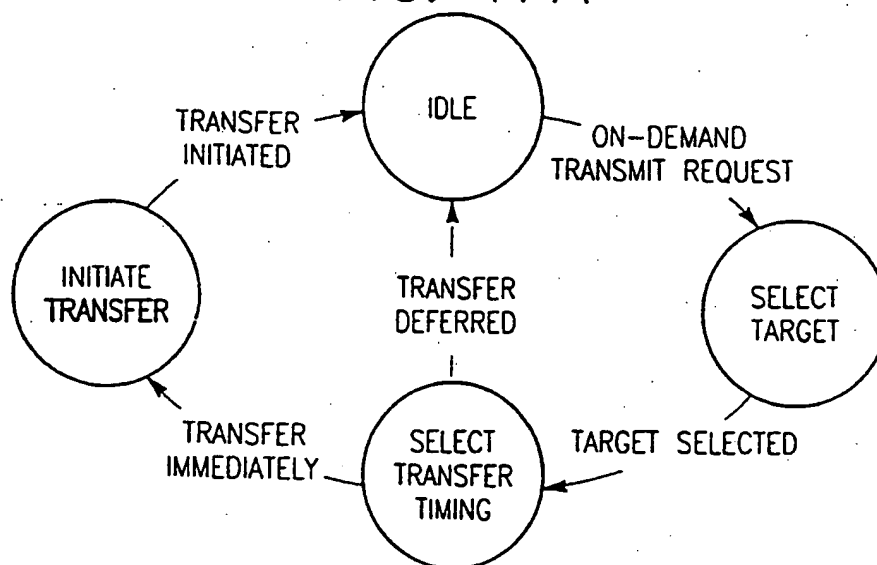 IDLE
TRANSFER
INITIATED
ON-DEMAND
TRANSMIT REQUEST
INITIATE
TRANSFER
TRANSFER
DEFERRED
SELECT
TARGET
TRANSFER
IMMEDIATELY
SELECT
TRANSFER
TIMING
TARGET SELECTED